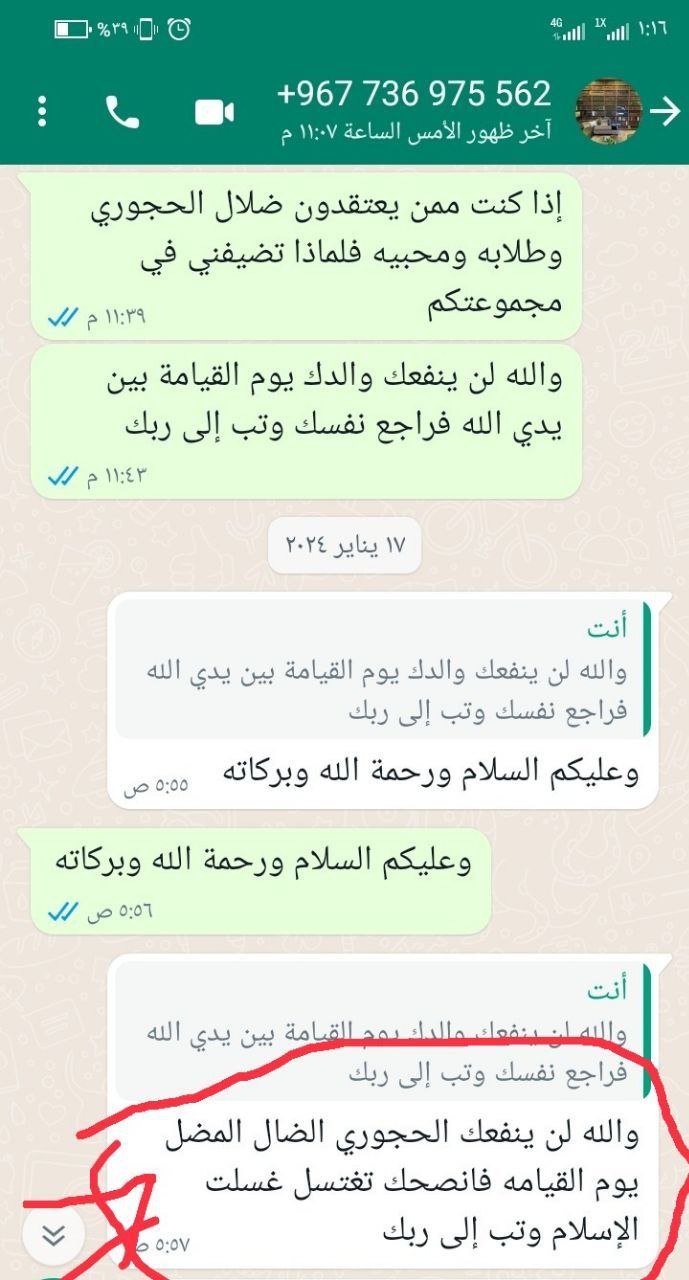 %٣٩ 4G 1X ١:١٦
+967 736 975 562
آخر ظهور الأمس الساعة ١١:٠٧ م
إذا كنت ممن يعتقدون ضلال الحجوري
وطلابه ومحبيه فلماذا تضيفني في
مجموعتكم
١١:٣٩ م
والله لن ينفعك والدك يوم القيامة بين
يدي الله فراجع نفسك وتب إلى ربك
١١:٤٣ م
١٧ يناير ٢٠٢٤
أنت
والله لن ينفعك والدك يوم القيامة بين يدي الله
فراجع نفسك وتب إلى ربك
وعليكم السلام ورحمة الله وبركاته
٥:٥٥ ص
وعليكم السلام ورحمة الله وبركاته
٥:٥٦ ص
أنت
والله لن ينفعك والدك يوم القيامة بين يدي الله
فراجع نفسك وتب إلى ربك
والله لن ينفعك الحجوري الضال المضل
يوم القيامه فانصحك تغتسل غسلت
الإسلام وتب إلى ربك
٥:٥٧ ص